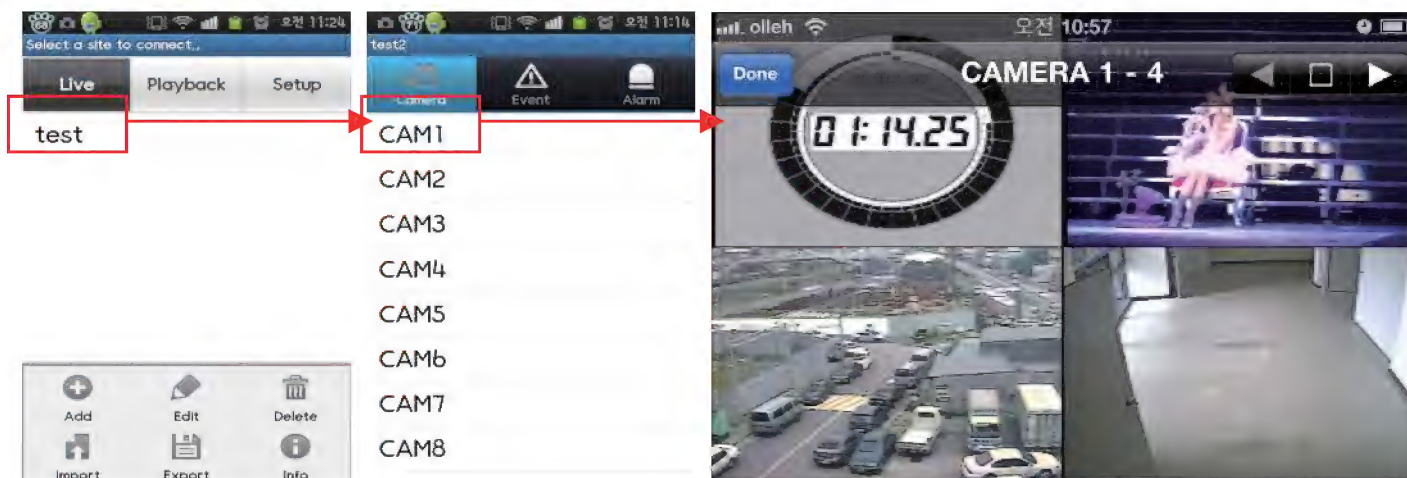 68 오전 11:24
Select a site to connect..
Live Playback Setup
test
Add Edit Delete
Import Export Info
71 오전 11:14
test2
Camera Event Alarm
CAM1
CAM2
CAM3
CAM4
CAM5
CAM6
CAM7
CAM8
olleh 오전 10:57
Done CAMERA 1 - 4
01:14.25